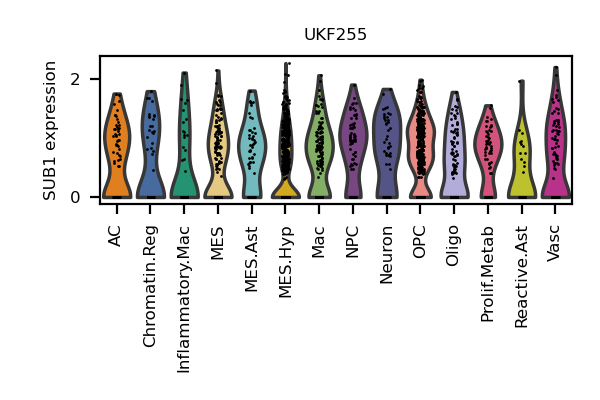 UKF255
SUB1 expression
2
0
AC
Chromatin.Reg
Inflammatory.Mac
MES
MES.Ast
MES.Hyp
Mac
NPC
Neuron
OPC
Oligo
Prolif.Metab
Reactive.Ast
Vasc